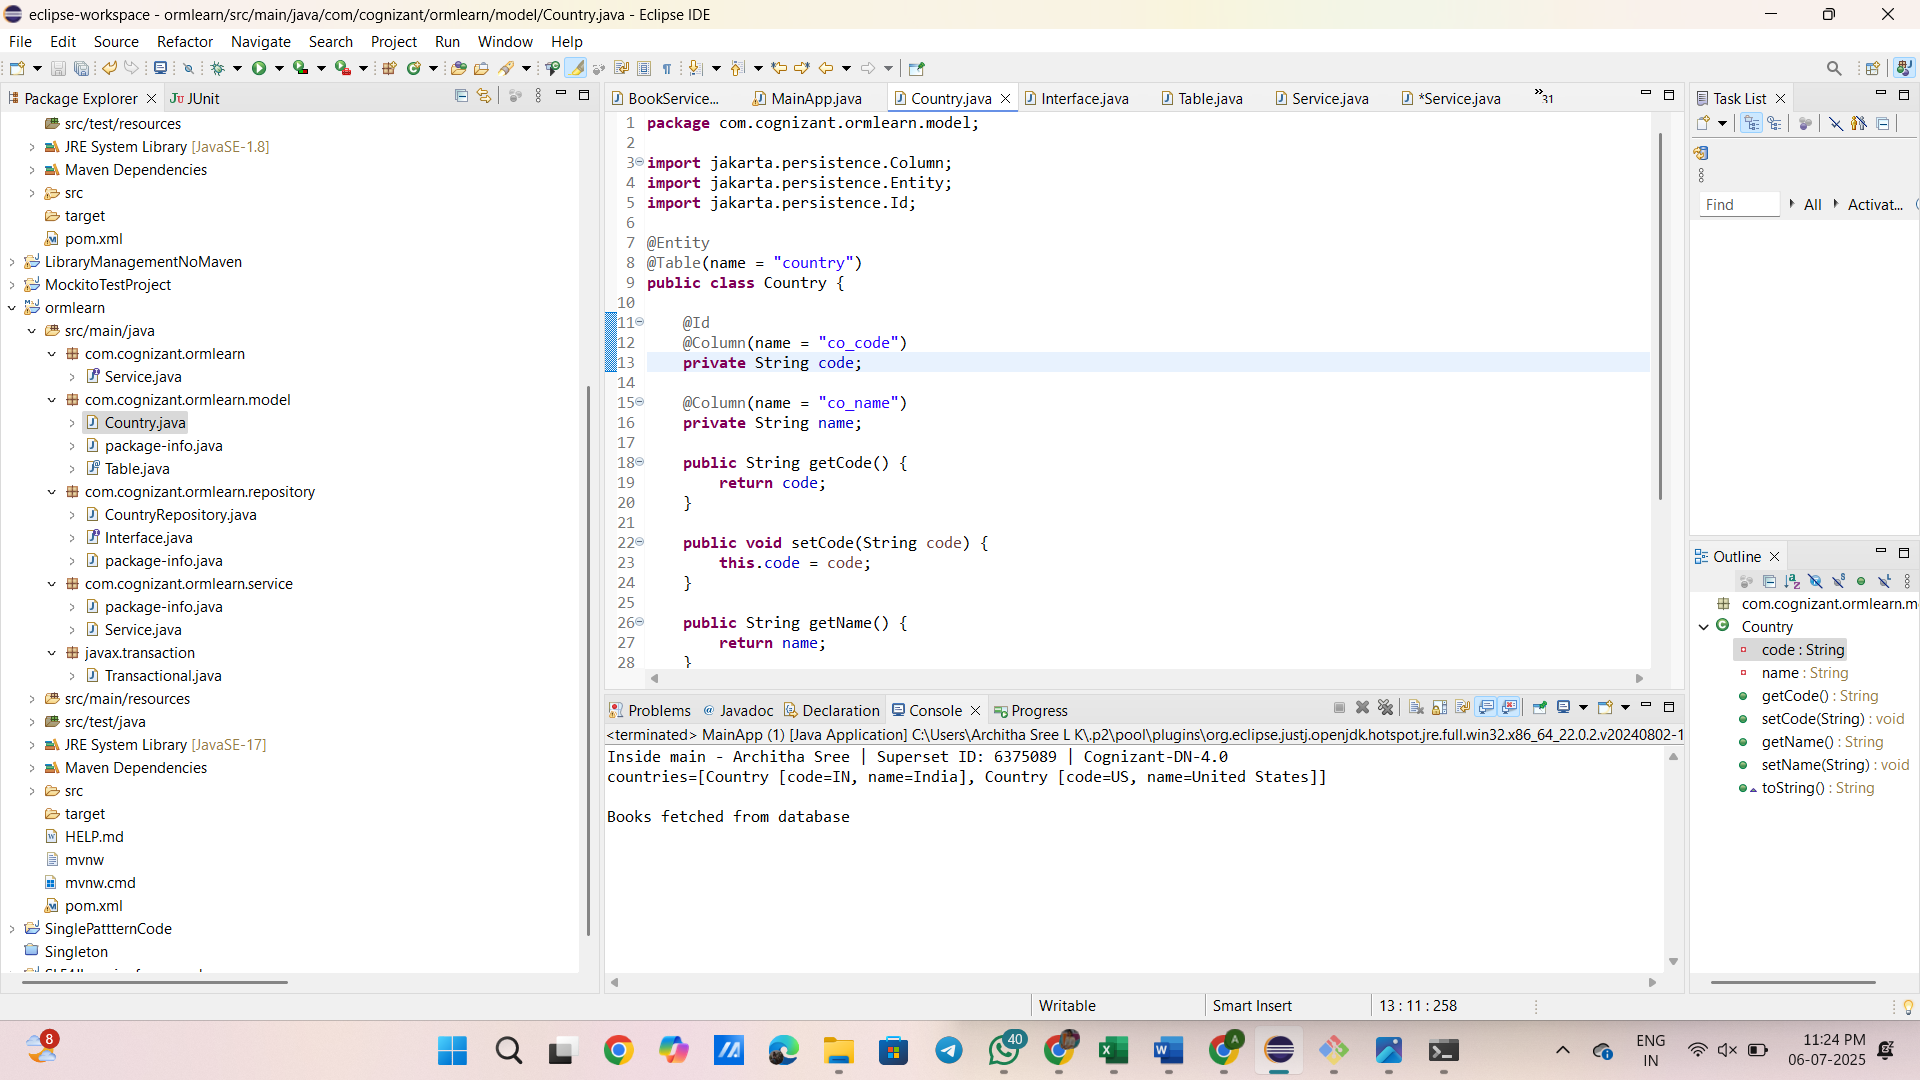 eclipse-workspace - ormlearn/src/main/java/com/cognizant/ormlearn/model/Country.java - Eclipse IDE
File Edit Source Refactor Navigate Search Project Run Window Help
Package Explorer JUnit
src/test/resources
JRE System Library [JavaSE-1.8]
Maven Dependencies
src
target
pom.xml
LibraryManagementNoMaven
MockitoTestProject
ormlearn
src/main/java
com.cognizant.ormlearn
Service.java
com.cognizant.ormlearn.model
Country.java
package-info.java
Table.java
com.cognizant.ormlearn.repository
CountryRepository.java
Interface.java
package-info.java
com.cognizant.ormlearn.service
package-info.java
Service.java
javax.transaction
Transactional.java
src/main/resources
src/test/java
JRE System Library [JavaSE-17]
Maven Dependencies
src
target
HELP.md
mvnw
mvnw.cmd
pom.xml
SinglePattternCode
Singleton
BookService... MainApp.java Country.java Interface.java Table.java Service.java *Service.java »31
1 package com.cognizant.ormlearn.model;
2
3 import jakarta.persistence.Column;
4 import jakarta.persistence.Entity;
5 import jakarta.persistence.Id;
6
7 @Entity
8 @Table(name = "country")
9 public class Country {
10
11 @Id
12 @Column(name = "co_code")
13 private String code;
14
15 @Column(name = "co_name")
16 private String name;
17
18 public String getCode() {
19 return code;
20 }
21
22 public void setCode(String code) {
23 this.code = code;
24 }
25
26 public String getName() {
27 return name;
28 }
Problems Javadoc Declaration Console Progress
<terminated> MainApp (1) [Java Application] C:\Users\Architha Sree L K\.p2\pool\plugins\org.eclipse.justj.openjdk.hotspot.jre.full.win32.x86_64_22.0.2.v20240802-1
Inside main - Architha Sree | Superset ID: 6375089 | Cognizant-DN-4.0
countries=[Country [code=IN, name=India], Country [code=US, name=United States]]
Books fetched from database
Task List
Find All Activat...
Outline
com.cognizant.ormlearn.m
Country
code : String
name : String
getCode() : String
setCode(String) : void
getName() : String
setName(String) : void
toString() : String
Writable Smart Insert 13 : 11 : 258
8
40
A
ENG
IN
11:24 PM
06-07-2025